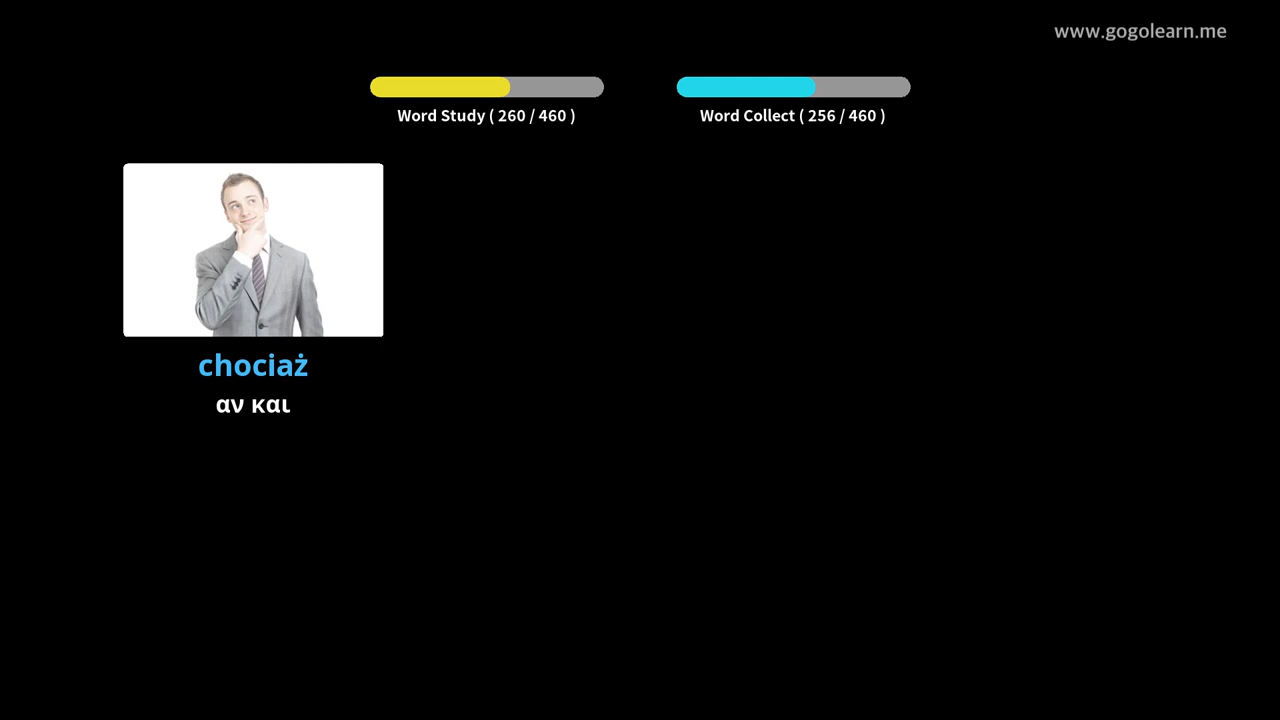 www.gogolearn.me
Word Study ( 260 / 460 )
Word Collect ( 256 / 460 )
chociaż
αν και